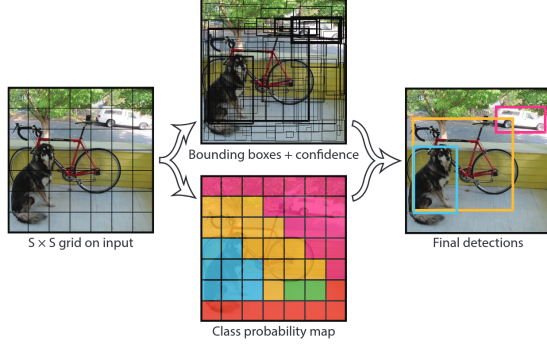 Bounding boxes + confidence
S × S grid on input
Final detections
Class probability map